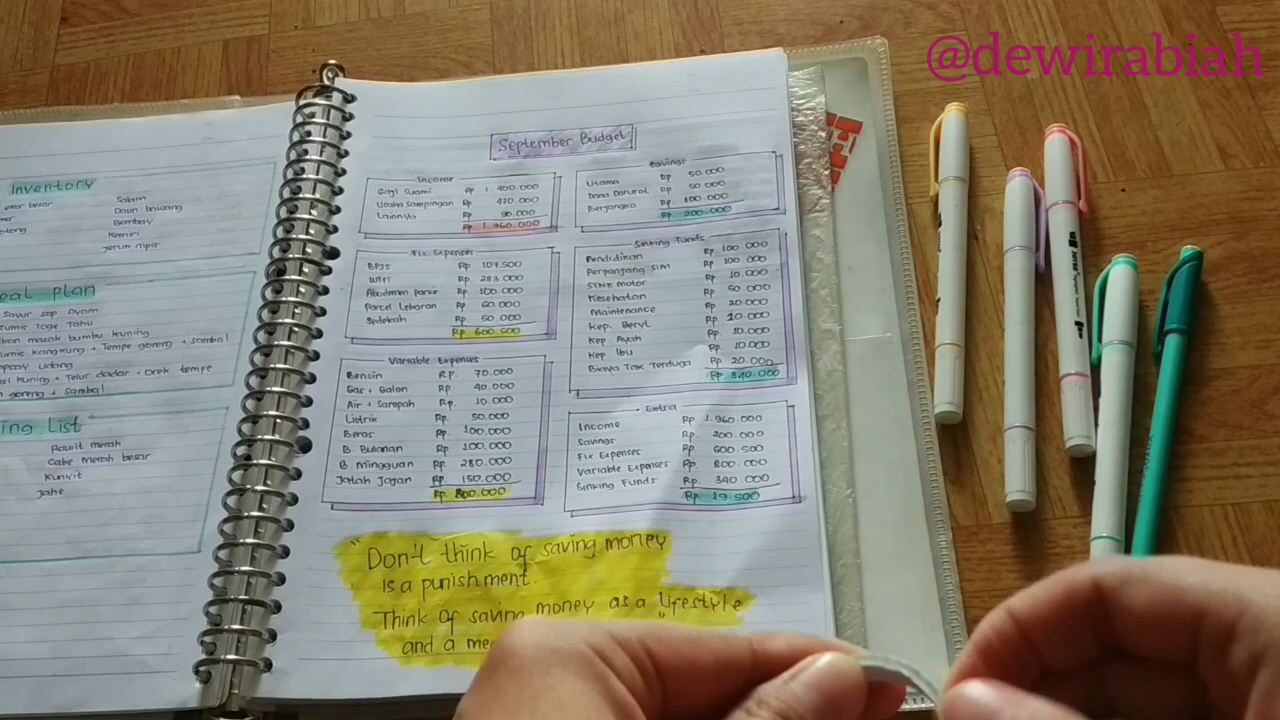 @dewirabiah
Inventory
Salam
Daun bawang
Bombay
Kemiri
Jeruk nipis
Plan
Sayur sop Ayam
Tumis Toge Tahu
masak bumbu kuning
Tumis kangkung + Tempe goreng + sambal
udang
kuning + Telur dadar + Orek tempe
goreng + Sambal
List
Rawit merah
Cabe merah besar
Kunyit
Jahe
September Budget
Income
Gaji Suami Rp 1.400.000
Usaha Sampingan Rp 470.000
Lainnya Rp 90.000
Rp 1.960.000
Fix Expenses
BPJS Rp 107.500
WIFI Rp 283.000
Rp 100.000
Parcel Lebaran Rp 60.000
Sedekah Rp 50.000
Rp. 600.500
Variable Expenses
Bensin RP. 70.000
Gas + Galon Rp. 40.000
Air + Sampah Rp. 10.000
Listrik Rp. 50.000
Beras Rp. 100.000
B. Bulanan Rp 100.000
B. Mingguan Rp 280.000
Jatah Jajan Rp. 150.000
Rp. 800.000
Savings
Utama Rp 50.000
Dana Darurat Rp. 50.000
Berjangka Rp. 100.000
Rp 200.000
Sinking Funds
Pendidikan Rp. 100.000
Perpanjang SIM Rp 100.000
STNK Motor Rp. 10.000
Kesehatan Rp. 50.000
Maintenance Rp. 20.000
Kep. Beryl Rp. 20.000
Kep Ayah Rp. 10.000
Kep Ibu Rp. 10.000
Biaya Tak Terduga Rp. 20.000
Rp. 340.000
Extra
Income Rp 1.960.000
Savings Rp 200.000
Fix Expenses Rp 600.500
Variable Expenses Rp 800.000
Sinking Funds Rp 340.000
Rp 19.500
"Don't think of saving money
is a punishment.
Think of saving money as a lifestyle"
and a